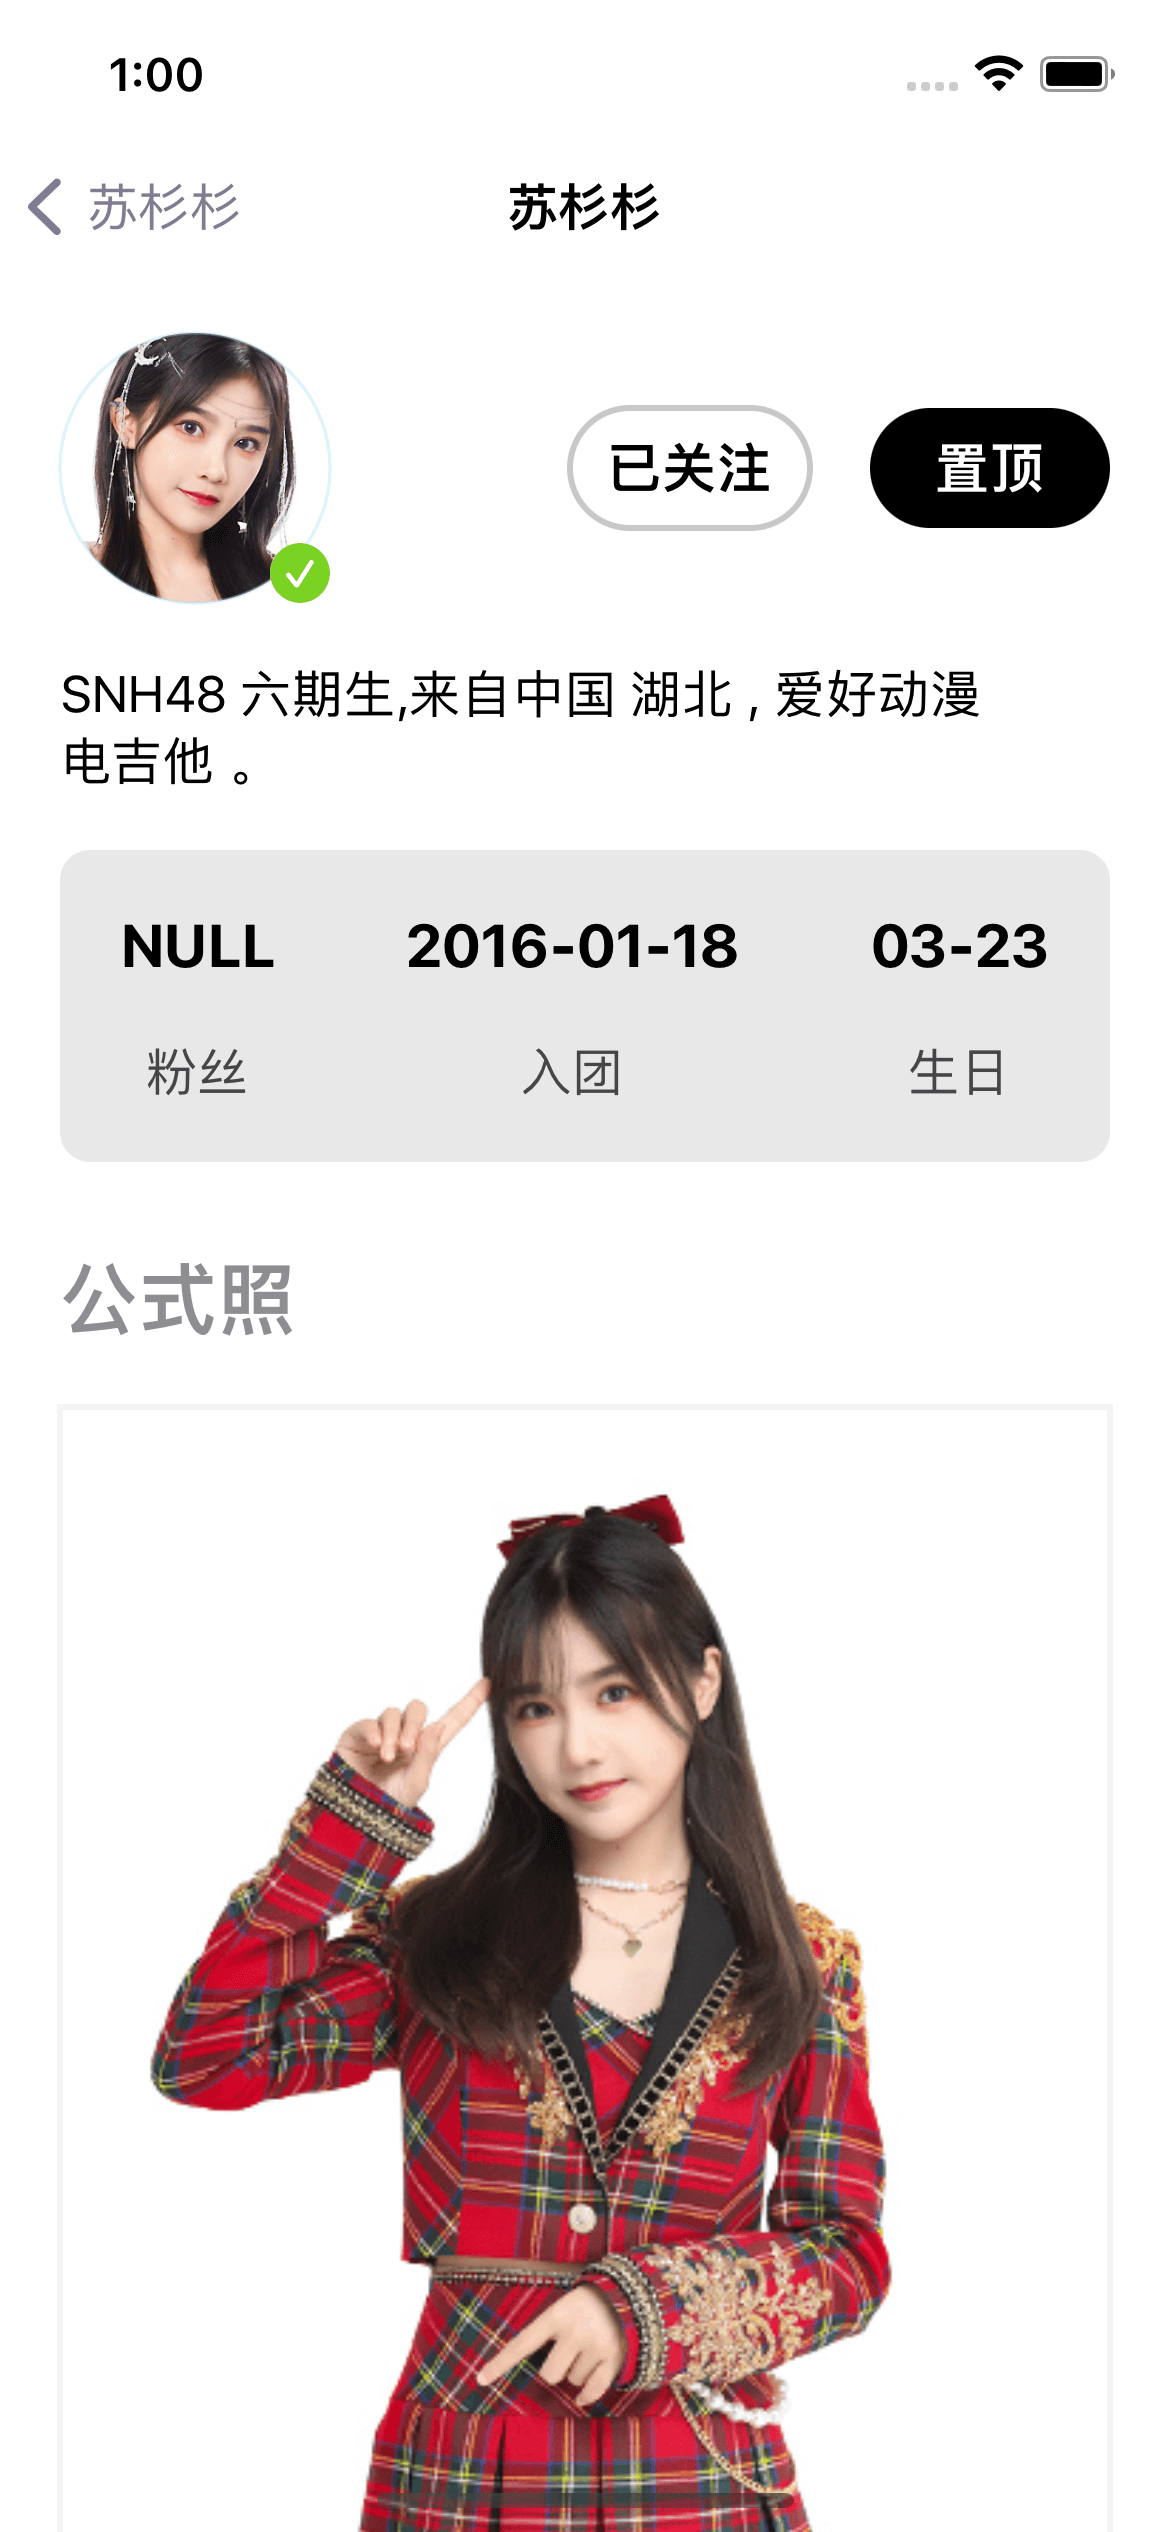 1:00
苏杉杉
苏杉杉
已关注
置顶
SNH48 六期生,来自中国 湖北 , 爱好动漫
电吉他 。
NULL
2016-01-18
03-23
粉丝
入团
生日
公式照